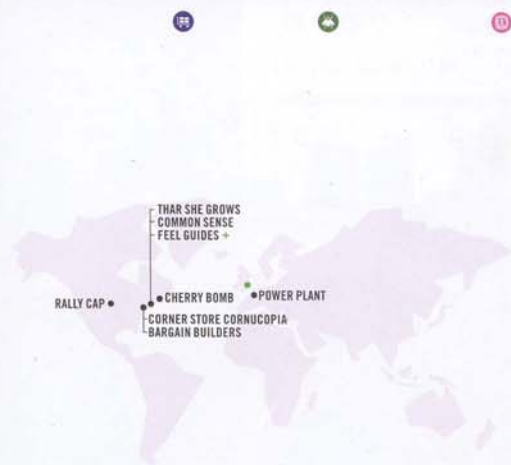 THAR SHE GROWS
COMMON SENSE
FEEL GUIDES +
RALLY CAP
CHERRY BOMB
POWER PLANT
CORNER STORE CORNUCOPIA
BARGAIN BUILDERS